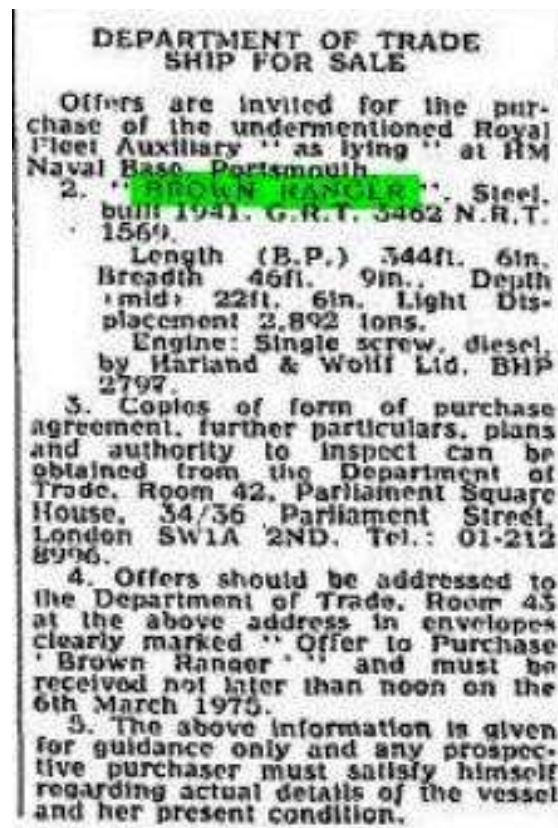 DEPARTMENT OF TRADE
SHIP FOR SALE
Offers are invited for the pur-
chase of the undermentioned Royal
Fleet Auxiliary " as lying " at HM
Naval Base, Portsmouth.
2. " BROWN RANGER ". Steel,
built 1941. G.R.T. 3462 N.R.T.
1569.
Length (B.P.) 344ft. 6in.
Breadth 46ft. 9in., Depth
(mid) 22ft. 6in. Light Dis-
placement 2,892 tons.
Engine: Single screw, diesel,
by Harland & Wolff Ltd. BHP
2797.
3. Copies of form of purchase
agreement, further particulars, plans
and authority to inspect can be
obtained from the Department of
Trade, Room 42, Parliament Square
House, 34/36 Parliament Street,
London SW1A 2ND. Tel.: 01-212
8996.
4. Offers should be addressed to
the Department of Trade, Room 43
at the above address in envelopes
clearly marked " Offer to Purchase
' Brown Ranger ' " and must be
received not later than noon on the
6th March 1975.
5. The above information is given
for guidance only and any prospec-
tive purchaser must satisfy himself
regarding actual details of the vessel
and her present condition.